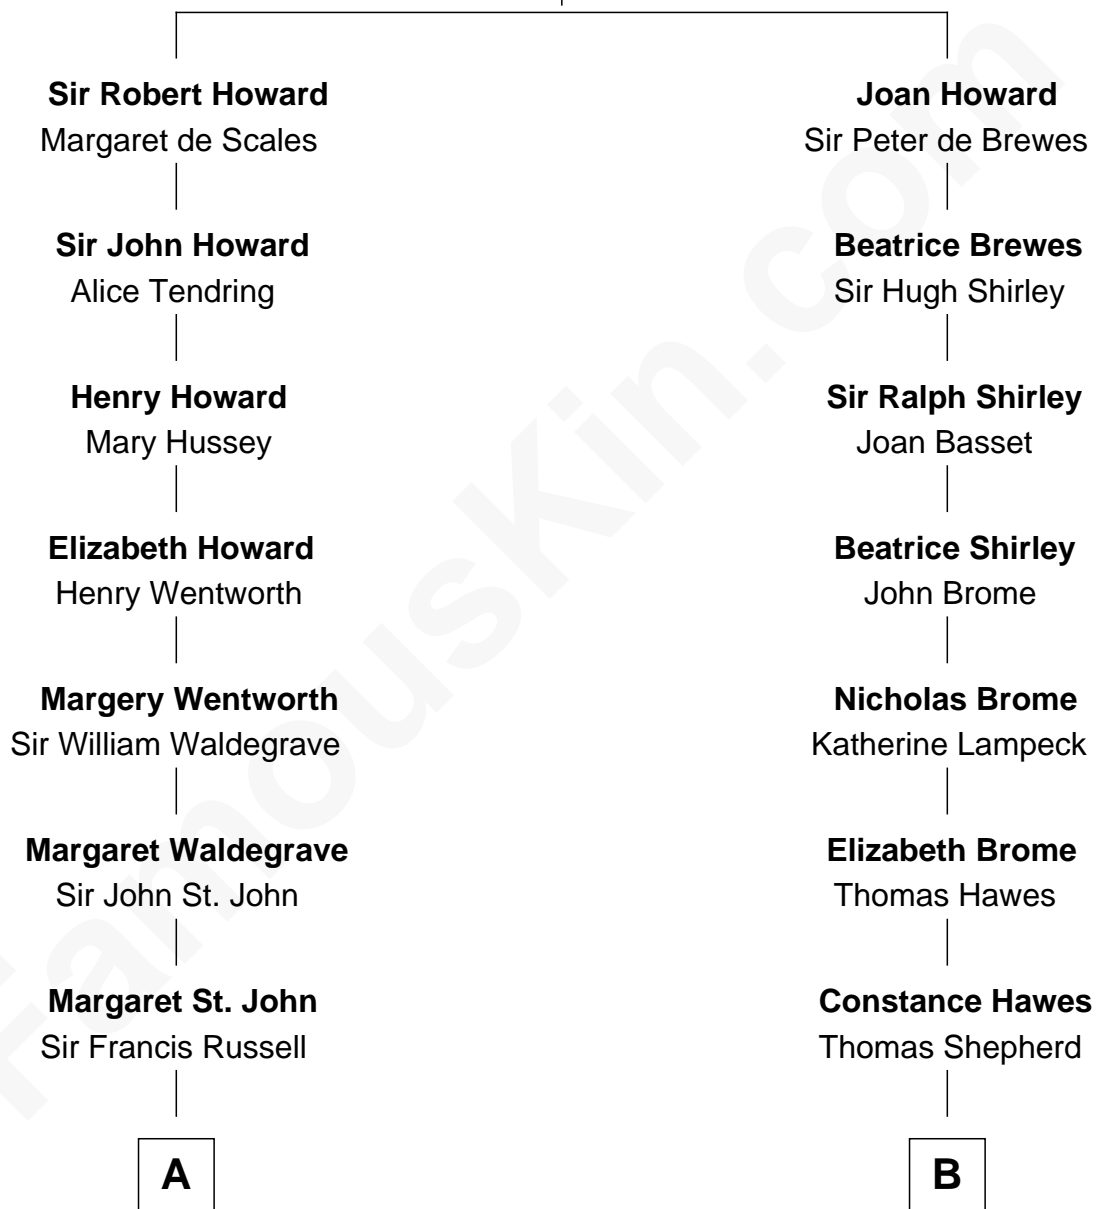 Sir Robert Howard
Margaret de Scales
Sir John Howard
Alice Tendring
Henry Howard
Mary Hussey
Elizabeth Howard
Henry Wentworth
Margery Wentworth
Sir William Waldegrave
Margaret Waldegrave
Sir John St. John
Margaret St. John
Sir Francis Russell
A
Joan Howard
Sir Peter de Brewes
Beatrice Brewes
Sir Hugh Shirley
Sir Ralph Shirley
Joan Basset
Beatrice Shirley
John Brome
Nicholas Brome
Katherine Lampeck
Elizabeth Brome
Thomas Hawes
Constance Hawes
Thomas Shepherd
B
FamousKin.com